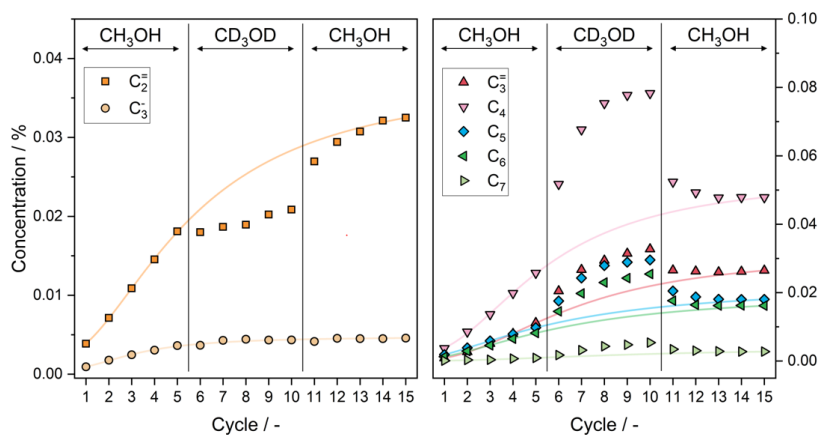 CH₃OH CD₃OD CH₃OH
C₂⁼
C₃⁻
Concentration / %
0.04
0.03
0.02
0.01
0.00
1 2 3 4 5 6 7 8 9 10 11 12 13 14 15
Cycle / -
CH₃OH CD₃OD CH₃OH
C₃⁼
C₄
C₅
C₆
C₇
0.10
0.08
0.06
0.04
0.02
0.00
1 2 3 4 5 6 7 8 9 10 11 12 13 14 15
Cycle / -